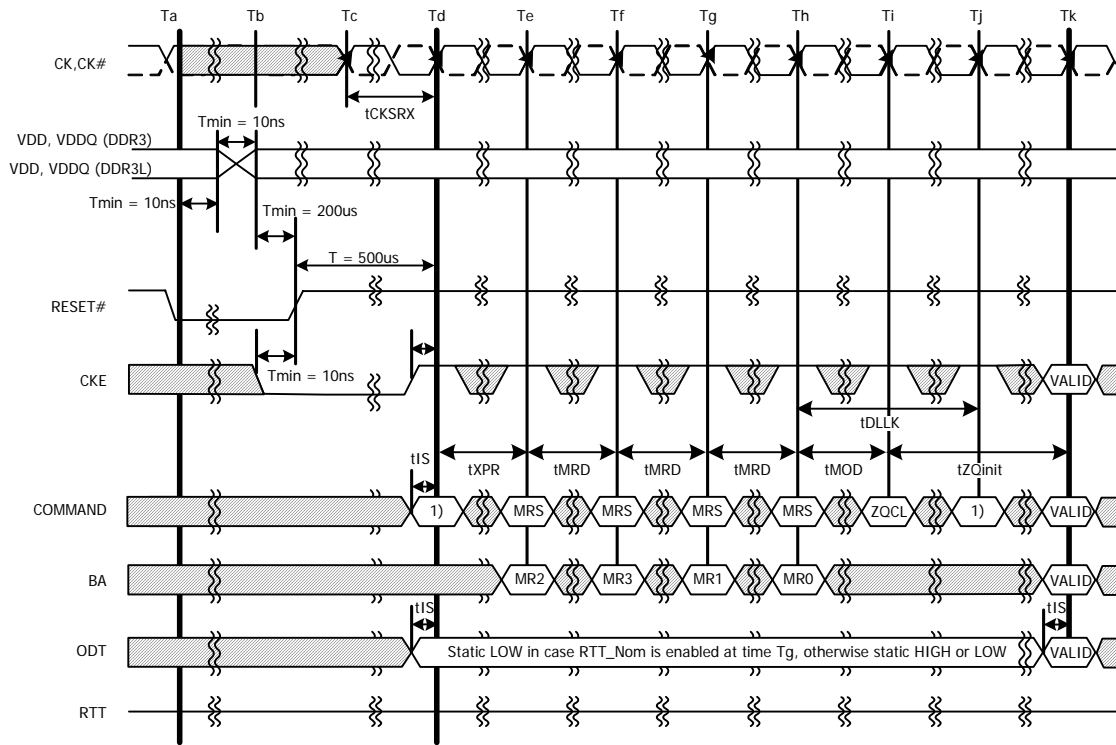 Ta Tb Tc Td Te Tf Tg Th Ti Tj Tk
CK,CK#
tCKSRX
Tmin = 10ns
VDD, VDDQ (DDR3)
VDD, VDDQ (DDR3L)
Tmin = 10ns
Tmin = 200us
T = 500us
RESET#
tIS
CKE
Tmin = 10ns
VALID
tDLLK
tIS
tXPR tMRD tMRD tMRD tMOD tZQinit
COMMAND 1) MRS MRS MRS MRS ZQCL 1) VALID
BA MR2 MR3 MR1 MR0 VALID
tIS tIS
ODT Static LOW in case RTT_Nom is enabled at time Tg, otherwise static HIGH or LOW VALID
RTT